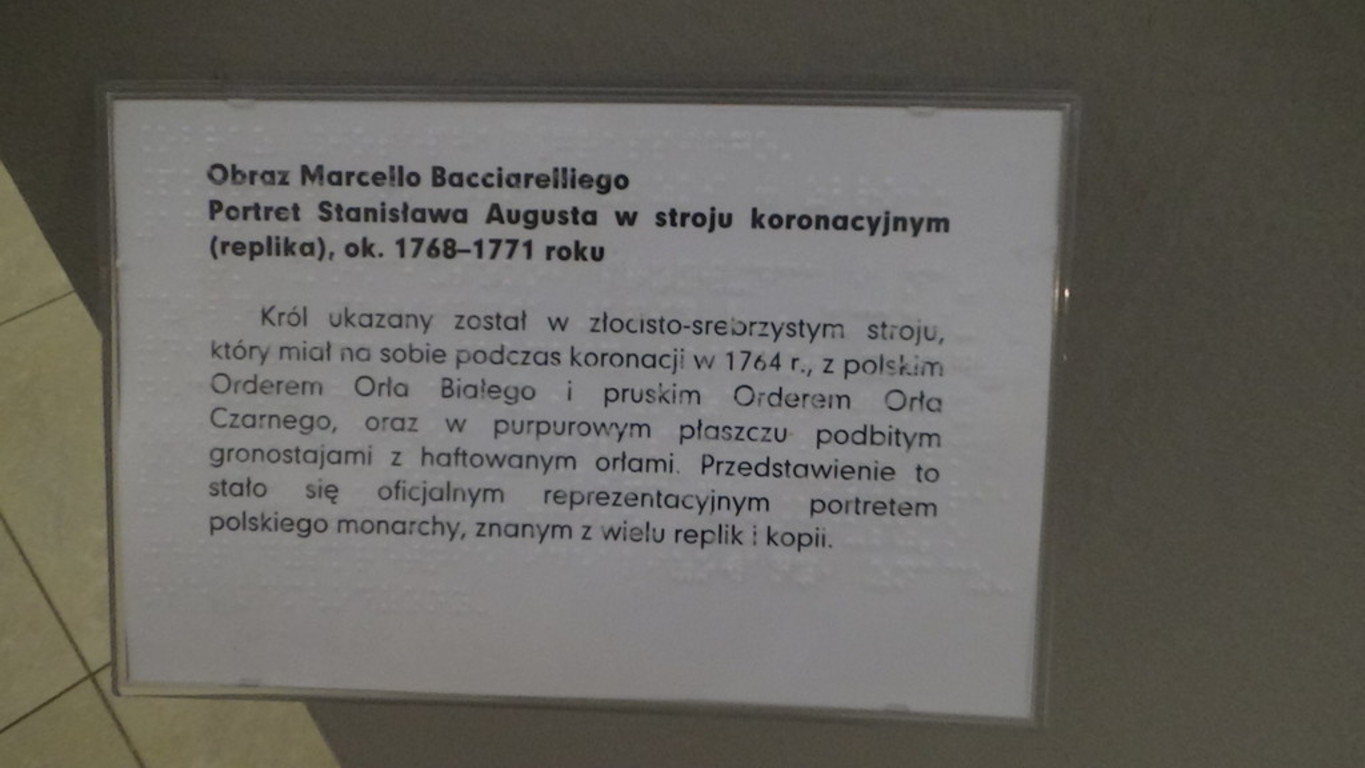 Obraz Marcello Bacciarelliego
Portret Stanisława Augusta w stroju koronacyjnym
(replika), ok. 1768–1771 roku
Król ukazany został w złocisto-srebrzystym stroju,
który miał na sobie podczas koronacji w 1764 r., z polskim
Orderem Orła Białego i pruskim Orderem Orła
Czarnego, oraz w purpurowym płaszczu podbitym
gronostajami z haftowanym orłami. Przedstawienie to
stało się oficjalnym reprezentacyjnym portretem
polskiego monarchy, znanym z wielu replik i kopii.